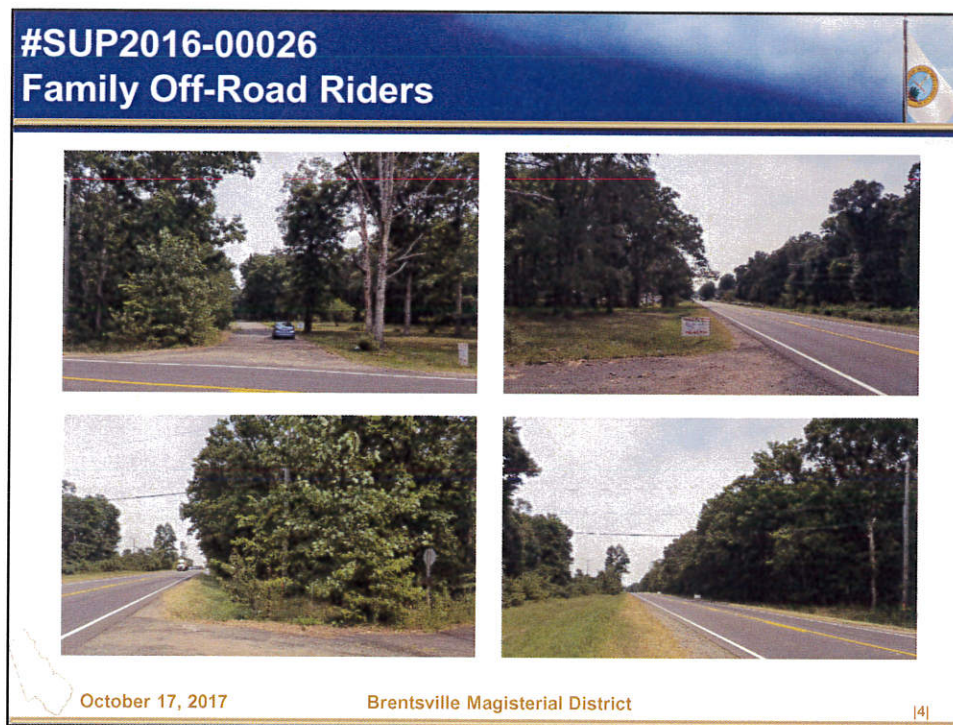 #SUP2016-00026
Family Off-Road Riders
October 17, 2017
Brentsville Magisterial District
|4|